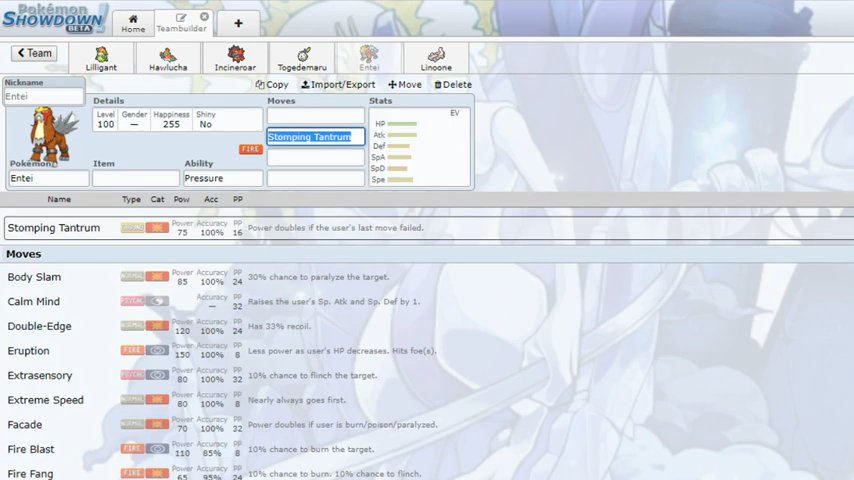 Pokémon
SHOWDOWN
BETA
Home
Teambuilder
+
< Team
Lilligant
Hawlucha
Incineroar
Togedemaru
Entei
Linoone
Copy
Import/Export
Move
Delete
Nickname
Entei
Details
Level
100
Gender
—
Happiness
255
Shiny
No
FIRE
Pokémon
Entei
Item
Ability
Pressure
Moves
Stomping Tantrum
Stats
EV
HP
Atk
Def
SpA
SpD
Spe
Name Type Cat Pow Acc PP
Stomping Tantrum GROUND Power 75 Accuracy 100% PP 16 Power doubles if the user's last move failed.
Moves
Body Slam NORMAL Power 85 Accuracy 100% PP 24 30% chance to paralyze the target.
Calm Mind PSYCHC Accuracy — PP 32 Raises the user's Sp. Atk and Sp. Def by 1.
Double-Edge NORMAL Power 120 Accuracy 100% PP 24 Has 33% recoil.
Eruption FIRE Power 150 Accuracy 100% PP 8 Less power as user's HP decreases. Hits foe(s).
Extrasensory PSYCHC Power 80 Accuracy 100% PP 32 10% chance to flinch the target.
Extreme Speed NORMAL Power 80 Accuracy 100% PP 8 Nearly always goes first.
Facade NORMAL Power 70 Accuracy 100% PP 32 Power doubles if user is burn/poison/paralyzed.
Fire Blast FIRE Power 110 Accuracy 85% PP 8 10% chance to burn the target.
Fire Fang FIRE Power 65 Accuracy 95% PP 24 10% chance to burn. 10% chance to flinch.